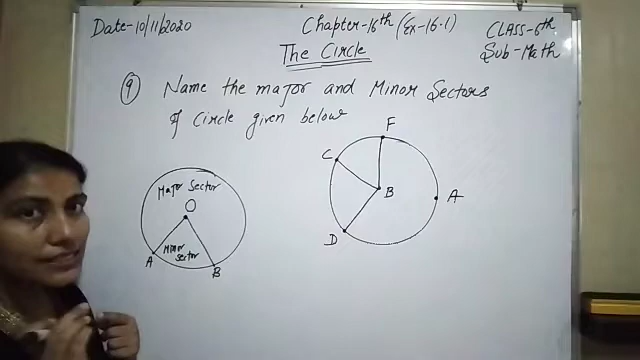 Date-10/11/2020
Chapter-16th (Ex-16.1)
CLASS-6th
The Circle
Sub-Math
9 Name the major and Minor Sectors
of Circle given below
F
C
Major Sector
O
B
A
Minor
sector
D
A
B